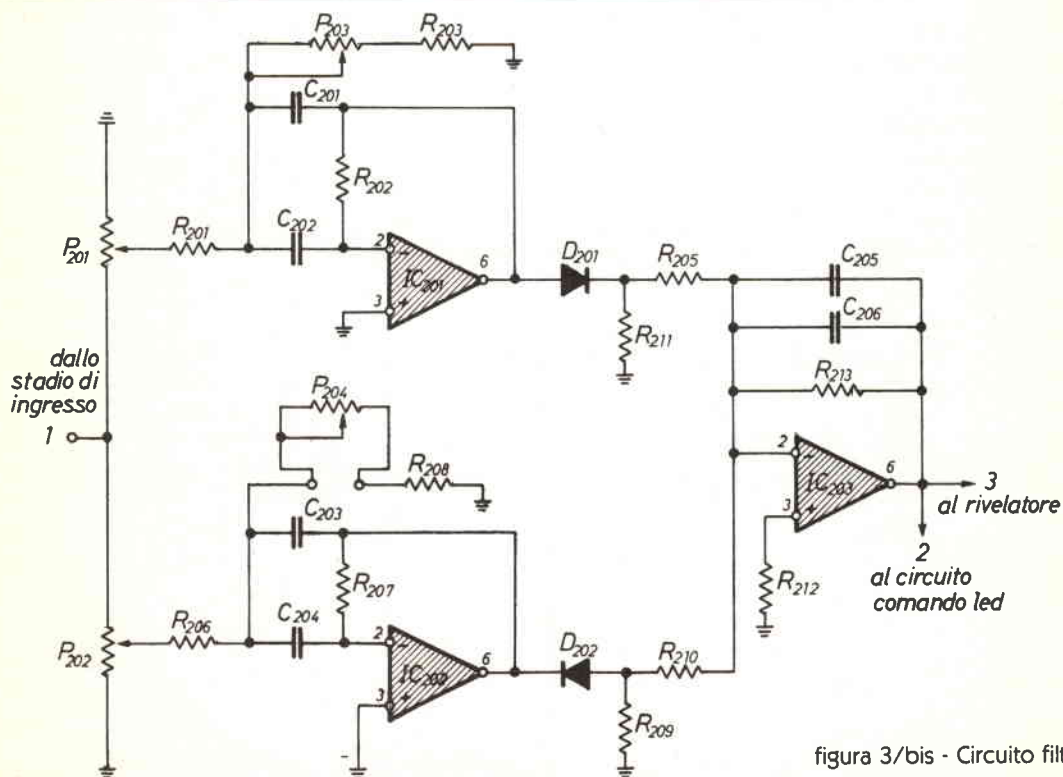 P203
R203
C201
R202
P201
R201
C202
2
IC201
6
3
D201
R205
C205
R211
C206
R213
dallo
stadio di
ingresso
1
P204
R208
2
IC203
6
3
3
al rivelatore
2
al circuito
comando led
C203
R207
R212
P202
R206
C204
2
6
3
D202
R210
R209
figura 3/bis - Circuito filt